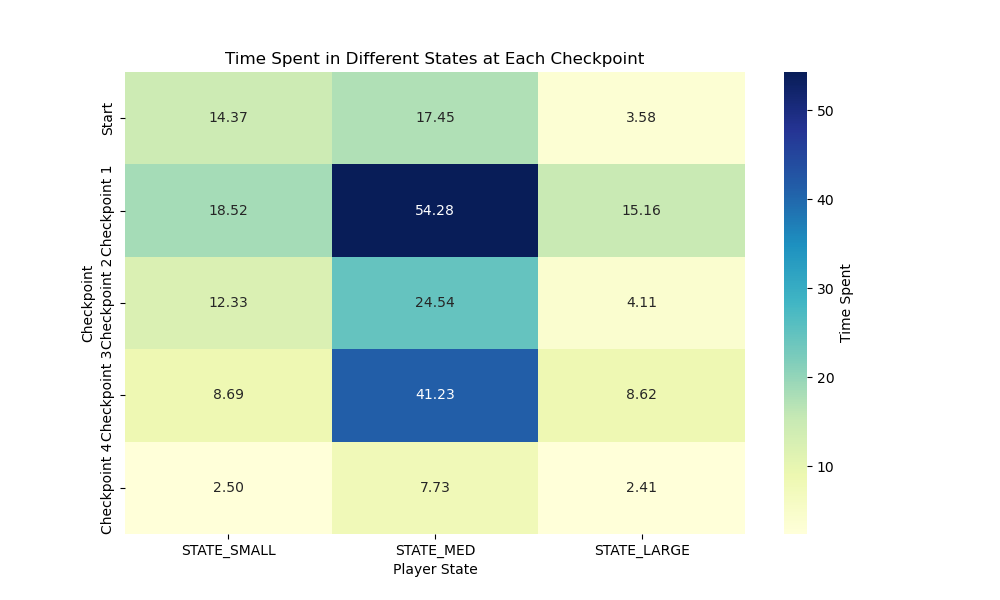 Time Spent in Different States at Each Checkpoint
Checkpoint
Start
14.37 17.45 3.58
Checkpoint 1
18.52 54.28 15.16
Checkpoint 2
12.33 24.54 4.11
Checkpoint 3
8.69 41.23 8.62
Checkpoint 4
2.50 7.73 2.41
STATE_SMALL STATE_MED STATE_LARGE
Player State
50
40
30
20
10
Time Spent